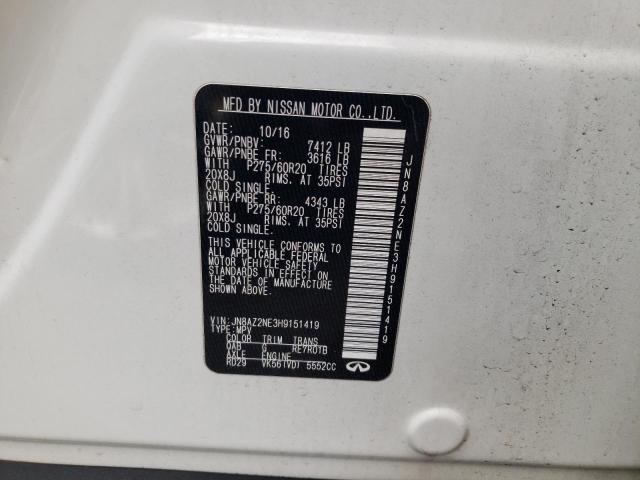 MFD BY NISSAN MOTOR CO.,LTD.
DATE: 10/16
GVWR/PNBV: 7412 LB
GAWR/PNBE FR: 3616 LB
WITH P275/60R20 TIRES
20X8J RIMS, AT 35PSI
COLD SINGLE.
GAWR/PNBE RR: 4343 LB
WITH P275/60R20 TIRES
20X8J RIMS, AT 35PSI
COLD SINGLE.
THIS VEHICLE CONFORMS TO
ALL APPLICABLE FEDERAL
MOTOR VEHICLE SAFETY
STANDARDS IN EFFECT ON
THE DATE OF MANUFACTURE
SHOWN ABOVE.
VIN: JN8AZ2NE3H9151419
TYPE:MPV
COLOR TRIM TRANS
QAB G RE7R01B
AXLE ENGINE
RD29 VK56(VD) 5552CC
JN8AZ2NE3H9151419